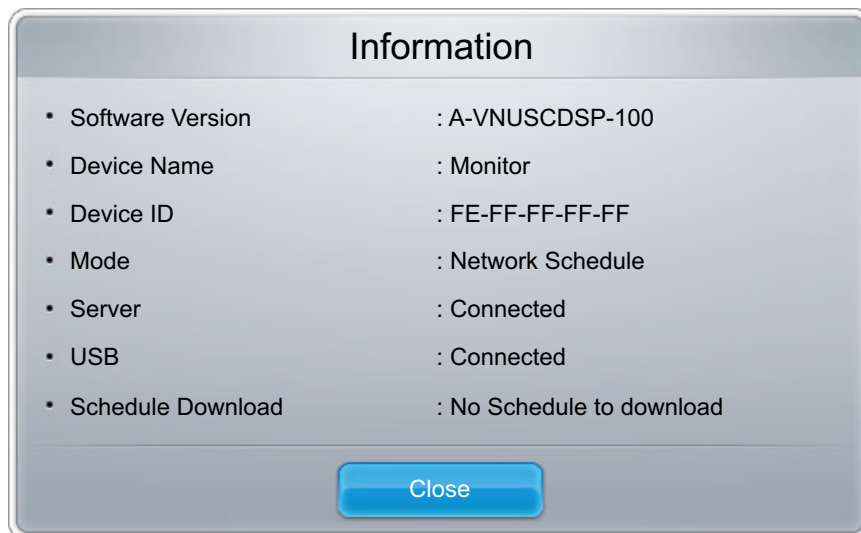 Information
• Software Version : A-VNUSCDSP-100
• Device Name : Monitor
• Device ID : FE-FF-FF-FF-FF
• Mode : Network Schedule
• Server : Connected
• USB : Connected
• Schedule Download : No Schedule to download
Close